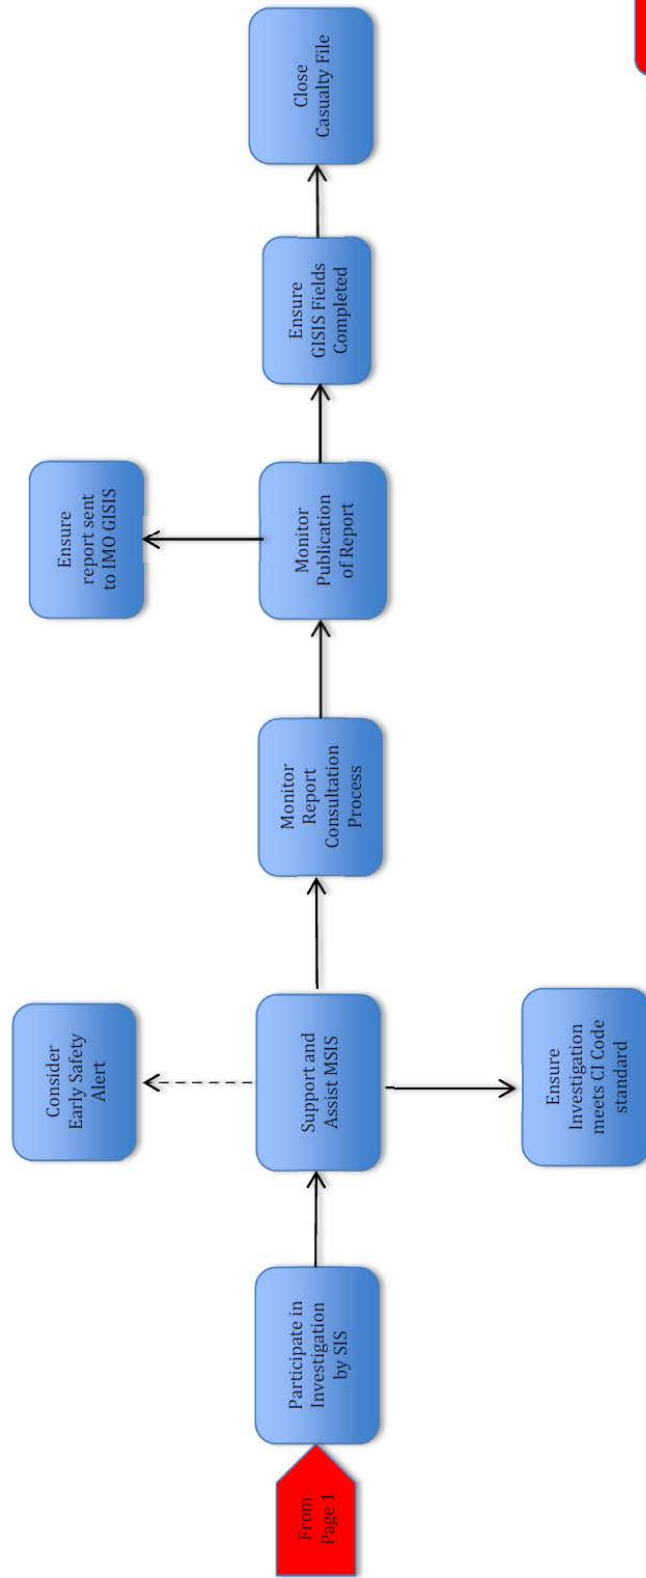 From
Page 1
Participate in
Investigation
by SIS
Consider
Early Safety
Alert
Support and
Assist MSIS
Ensure
Investigation
meets CI Code
standard
Monitor
Report
Consultation
Process
Ensure
report sent
to IMO GISIS
Monitor
Publication
of Report
Ensure
GISIS Fields
Completed
Close
Casualty File